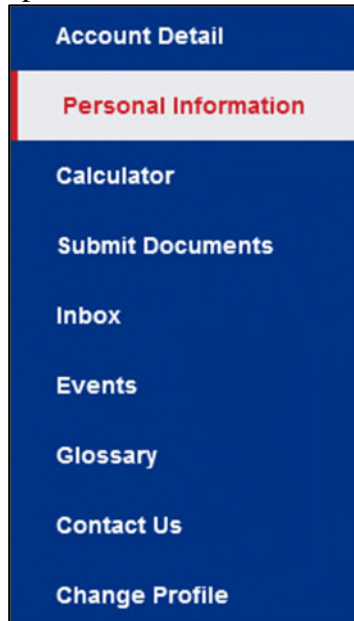 Account Detail
Personal Information
Calculator
Submit Documents
Inbox
Events
Glossary
Contact Us
Change Profile